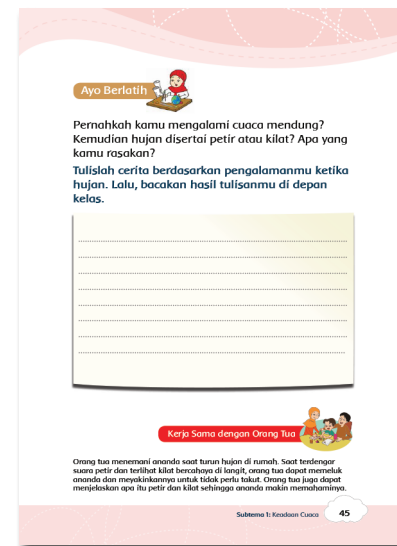 Ayo Berlatih
Pernahkah kamu mengalami cuaca mendung?
Kemudian hujan disertai petir atau kilat? Apa yang
kamu rasakan?
Tulislah cerita berdasarkan pengalamanmu ketika
hujan. Lalu, bacakan hasil tulisanmu di depan
kelas.
Kerja Sama dengan Orang Tua
Orang tua menemani ananda saat turun hujan di rumah. Saat terdengar
suara petir dan terlihat kilat bercahaya di langit, orang tua dapat memeluk
ananda dan meyakinkannya untuk tidak perlu takut. Orang tua juga dapat
menjelaskan apa itu petir dan kilat sehingga ananda makin memahaminya.
Subtema 1: Keadaan Cuaca 45